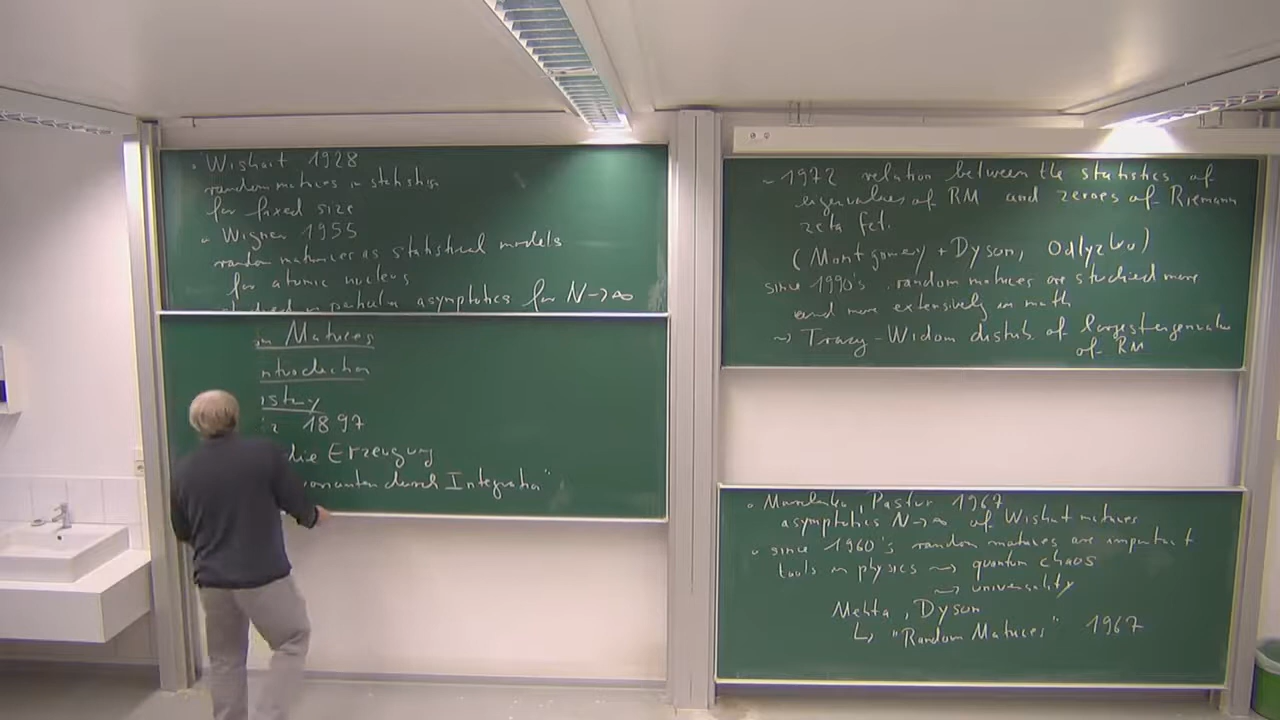 Wishart 1928
random matrices in statistics
for fixed size
Wigner 1955
random matrices as statistical models
for atomic nucleus
asymptotics for N→∞
Matrices
ntroduction
istory
1897
die Erzeugung
durch Integration"
- 1972 relation between the statistics of
eigenvalues of RM and zeroes of Riemann
zeta fct.
(Montgomery + Dyson, Odlyzko)
since 1990's random matrices are studied more
and more extensively in math
~> Tracy-Widom distrib. of largest eigenvalue
of RM
Marchenko, Pastur 1967
asymptotics N→∞ of Wishart matrices
since 1960's random matrices are important
tools in physics ~> quantum chaos
~> universality
Mehta, Dyson
↳ "Random Matrices" 1967